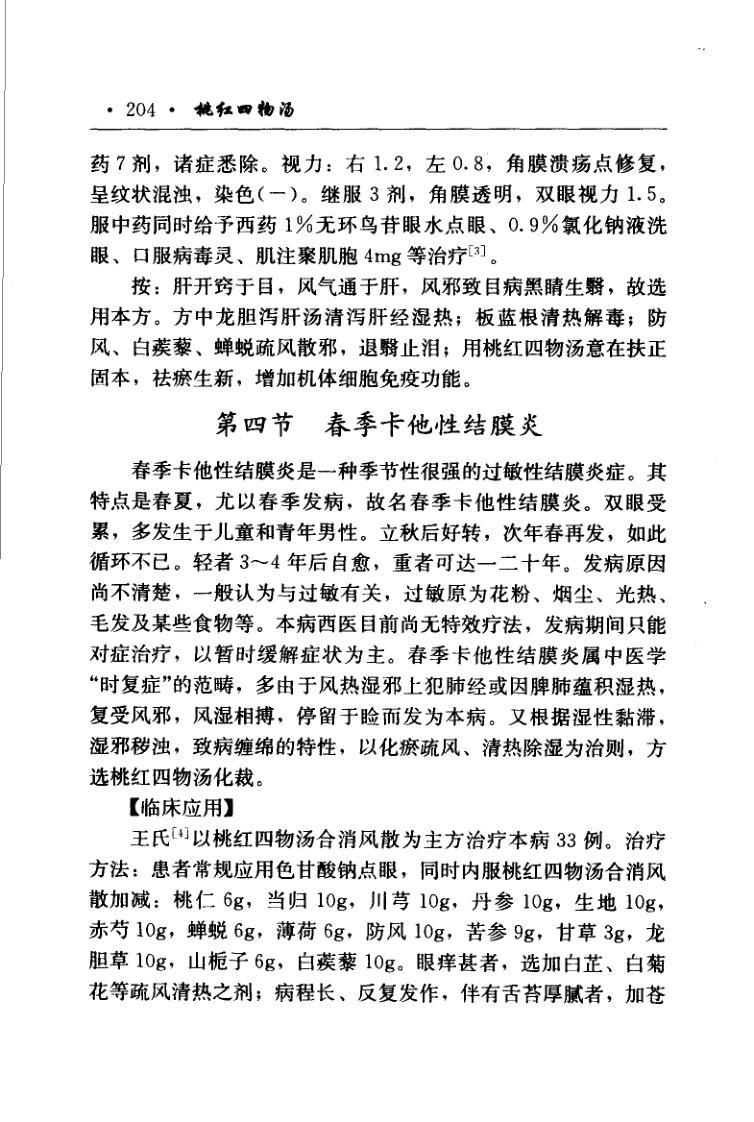 · 204 · 桃红四物汤
药 7 剂，诸症悉除。视力：右 1.2，左 0.8，角膜溃疡点修复，
呈纹状混浊，染色(－)。继服 3 剂，角膜透明，双眼视力 1.5。
服中药同时给予西药 1%无环鸟苷眼水点眼、0.9%氯化钠液洗
眼、口服病毒灵、肌注聚肌胞 4mg 等治疗[3]。
按：肝开窍于目，风气通于肝，风邪致目病黑睛生翳，故选
用本方。方中龙胆泻肝汤清泻肝经湿热；板蓝根清热解毒；防
风、白蒺藜、蝉蜕疏风散邪，退翳止泪；用桃红四物汤意在扶正
固本，祛瘀生新，增加机体细胞免疫功能。
第四节　春季卡他性结膜炎
春季卡他性结膜炎是一种季节性很强的过敏性结膜炎症。其
特点是春夏，尤以春季发病，故名春季卡他性结膜炎。双眼受
累，多发生于儿童和青年男性。立秋后好转，次年春再发，如此
循环不已。轻者 3～4 年后自愈，重者可达一二十年。发病原因
尚不清楚，一般认为与过敏有关，过敏原为花粉、烟尘、光热、
毛发及某些食物等。本病西医目前尚无特效疗法，发病期间只能
对症治疗，以暂时缓解症状为主。春季卡他性结膜炎属中医学
“时复症”的范畴，多由于风热湿邪上犯肺经或因脾肺蕴积湿热，
复受风邪，风湿相搏，停留于睑而发为本病。又根据湿性黏滞，
湿邪秽浊，致病缠绵的特性，以化瘀疏风、清热除湿为治则，方
选桃红四物汤化裁。
【临床应用】
王氏[4]以桃红四物汤合消风散为主方治疗本病 33 例。治疗
方法：患者常规应用色甘酸钠点眼，同时内服桃红四物汤合消风
散加减：桃仁 6g，当归 10g，川芎 10g，丹参 10g，生地 10g，
赤芍 10g，蝉蜕 6g，薄荷 6g，防风 10g，苦参 9g，甘草 3g，龙
胆草 10g，山栀子 6g，白蒺藜 10g。眼痒甚者，选加白芷、白菊
花等疏风清热之剂；病程长、反复发作，伴有舌苔厚腻者，加苍